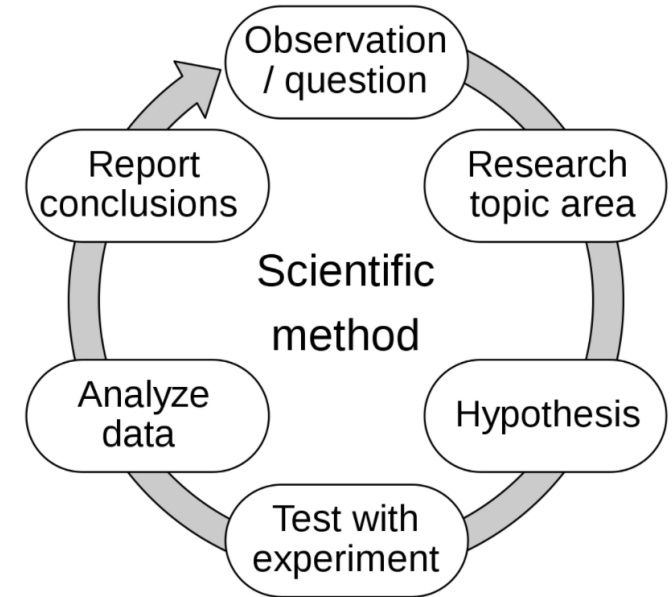 Observation
/ question
Research
topic area
Hypothesis
Test with
experiment
Analyze
data
Report
conclusions
Scientific
method